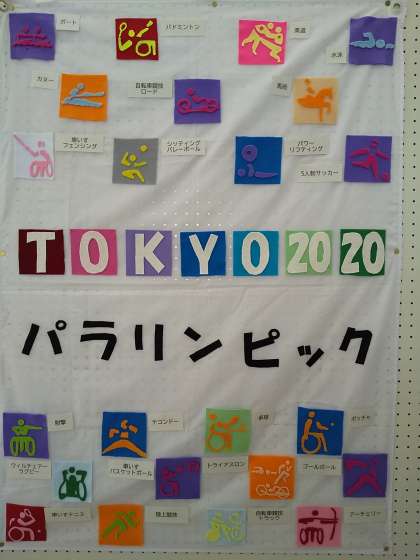 ボート
バドミントン
柔道
水泳
カヌー
自転車競技
ロード
馬術
車いす
フェンシング
シッティング
バレーボール
パワー
リフティング
5人制サッカー
TOKYO 2020
パラリンピック
射撃
テコンドー
卓球
ボッチャ
ウィルチェアー
ラグビー
車いす
バスケットボール
トライアスロン
ゴールボール
車いすテニス
陸上競技
自転車競技
トラック
アーチェリー